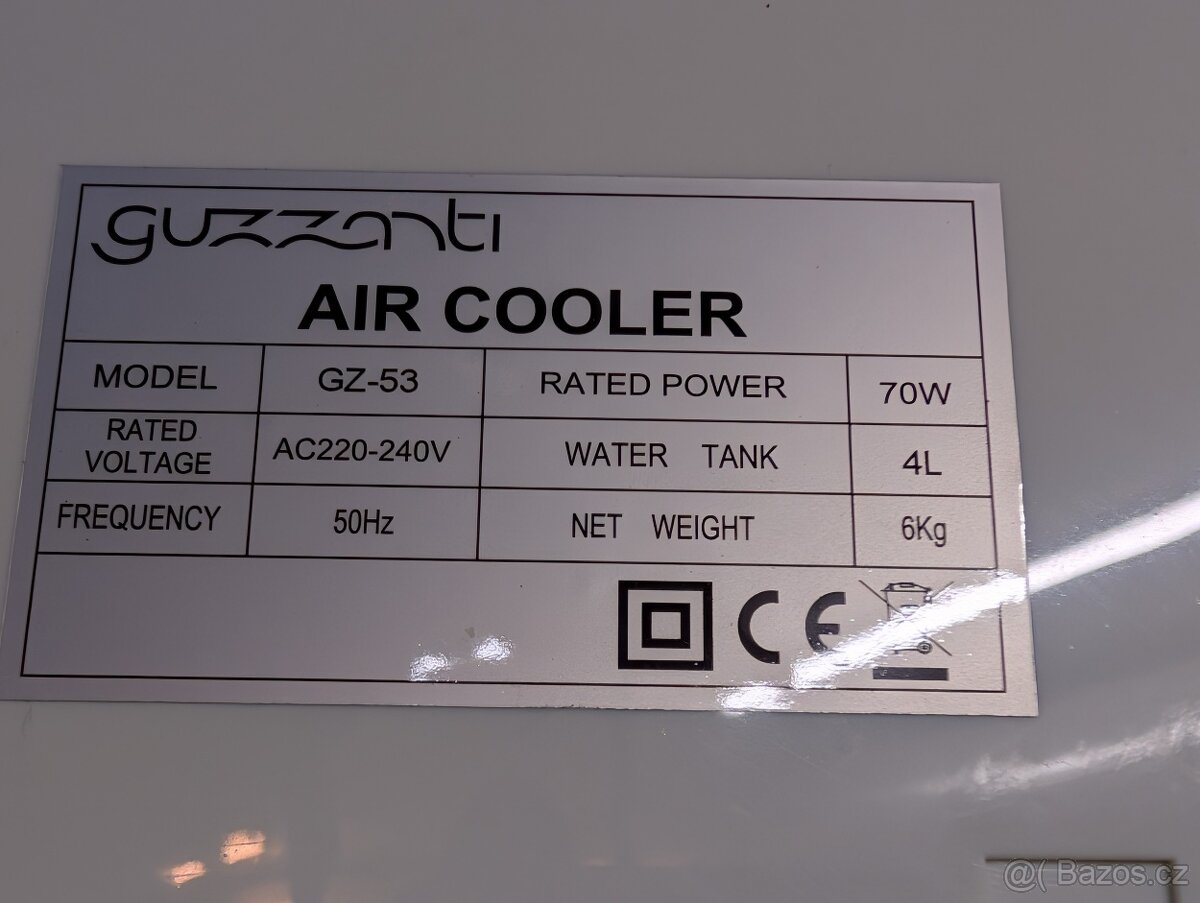 guzzanti
AIR COOLER
MODEL GZ-53 RATED POWER 70W
RATED VOLTAGE AC220-240V WATER TANK 4L
FREQUENCY 50Hz NET WEIGHT 6Kg
CE
@( Bazos.cz